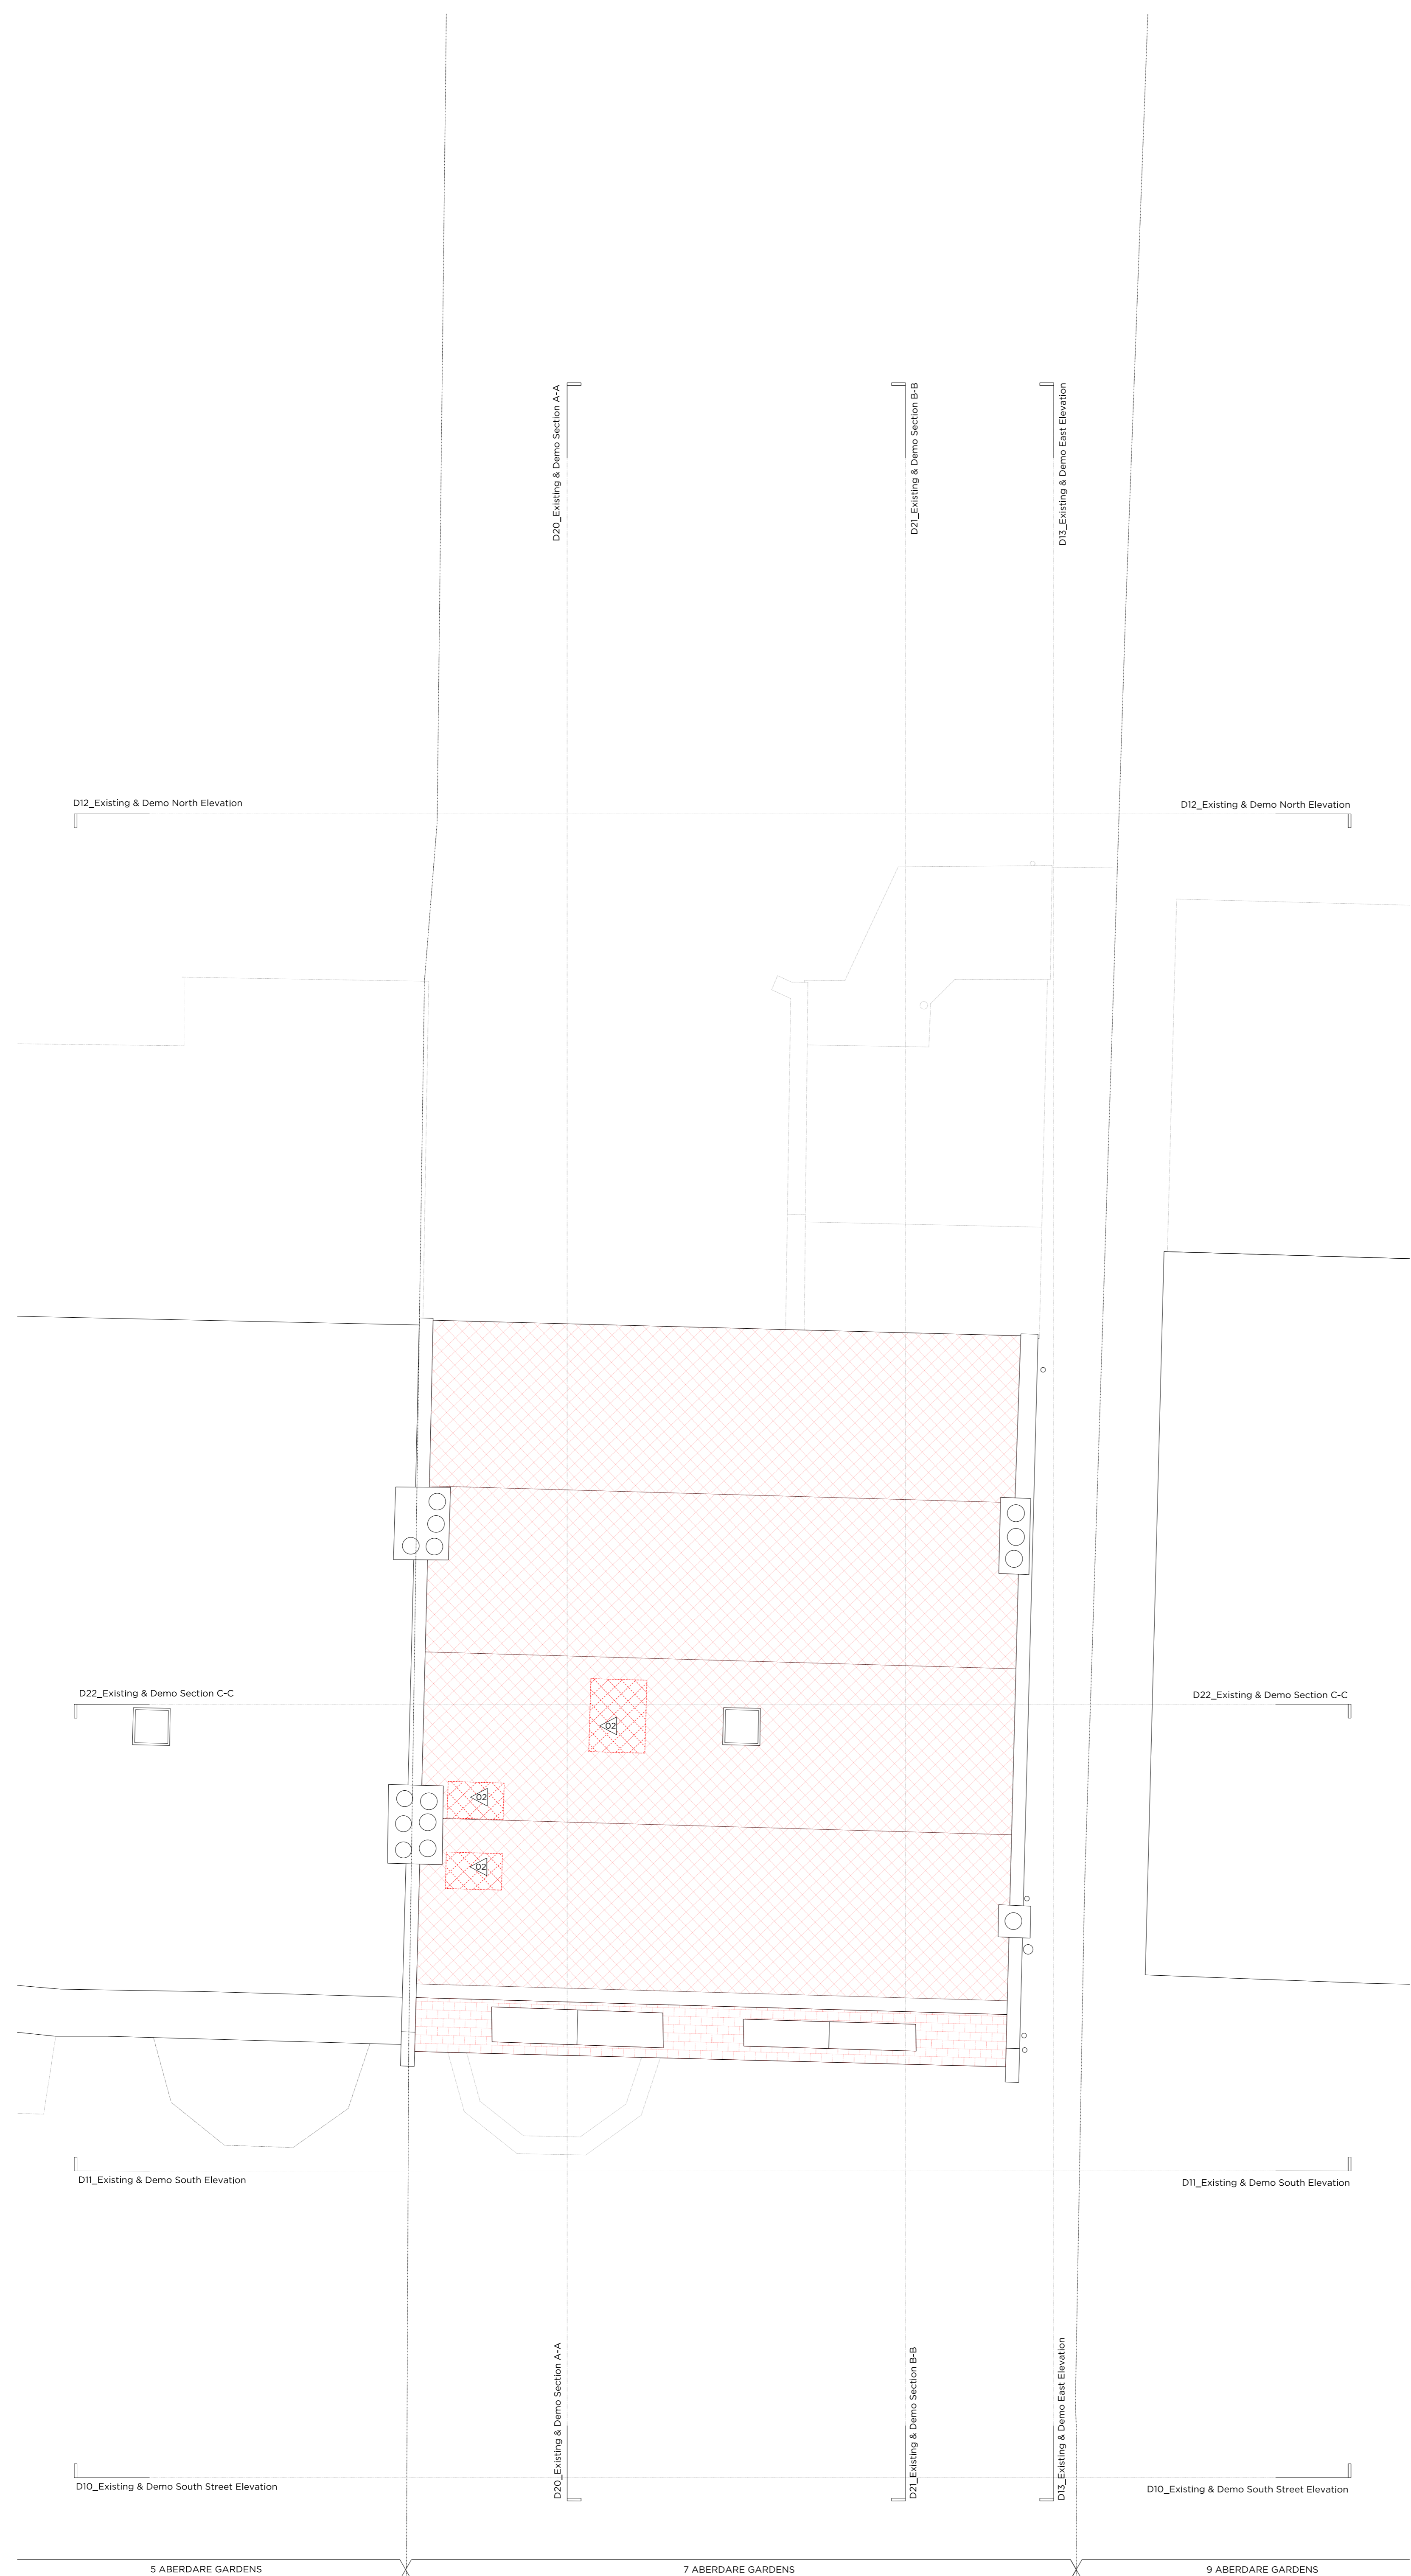 D20_Existing & Demo Section A-A
D21_Existing & Demo Section B-B
D13_Existing & Demo East Elevation
D12_Existing & Demo North Elevation
D12_Existing & Demo North Elevation
D22_Existing & Demo Section C-C
D22_Existing & Demo Section C-C
02
02
02
D11_Existing & Demo South Elevation
D11_Existing & Demo South Elevation
D20_Existing & Demo Section A-A
D21_Existing & Demo Section B-B
D13_Existing & Demo East Elevation
D10_Existing & Demo South Street Elevation
D10_Existing & Demo South Street Elevation
5 ABERDARE GARDENS
7 ABERDARE GARDENS
9 ABERDARE GARDENS